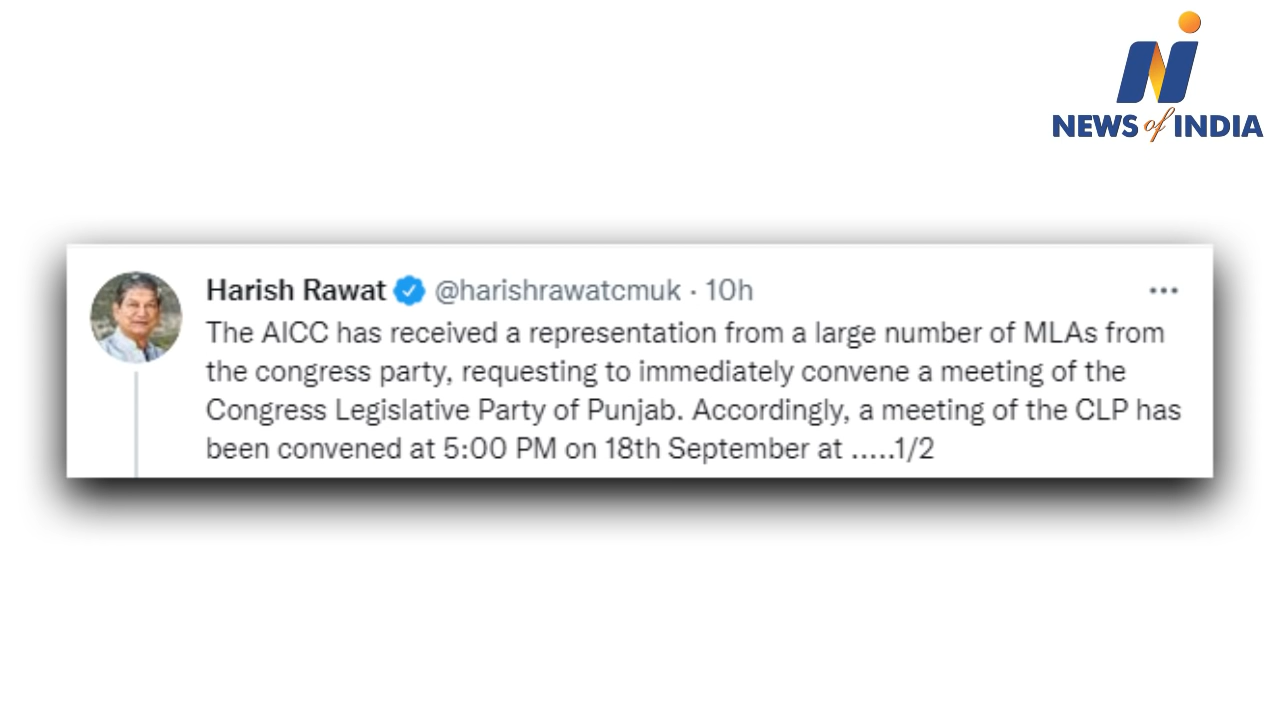 NEWS of INDIA
Harish Rawat @harishrawatcmuk · 10h
The AICC has received a representation from a large number of MLAs from
the congress party, requesting to immediately convene a meeting of the
Congress Legislative Party of Punjab. Accordingly, a meeting of the CLP has
been convened at 5:00 PM on 18th September at .....1/2